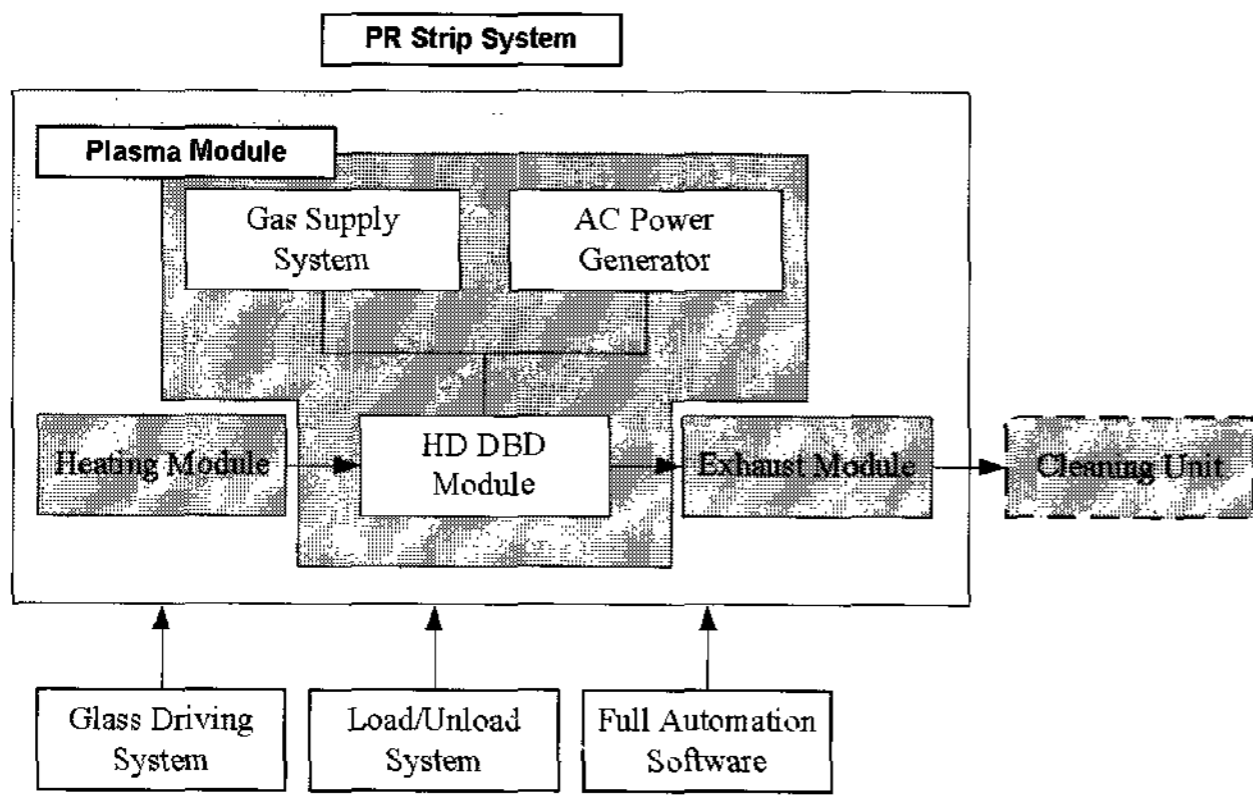 PR Strip System
Plasma Module
Gas Supply
System
AC Power
Generator
Heating Module
HD DBD
Module
Exhaust Module
Cleaning Unit
Glass Driving
System
Load/Unload
System
Full Automation
Software